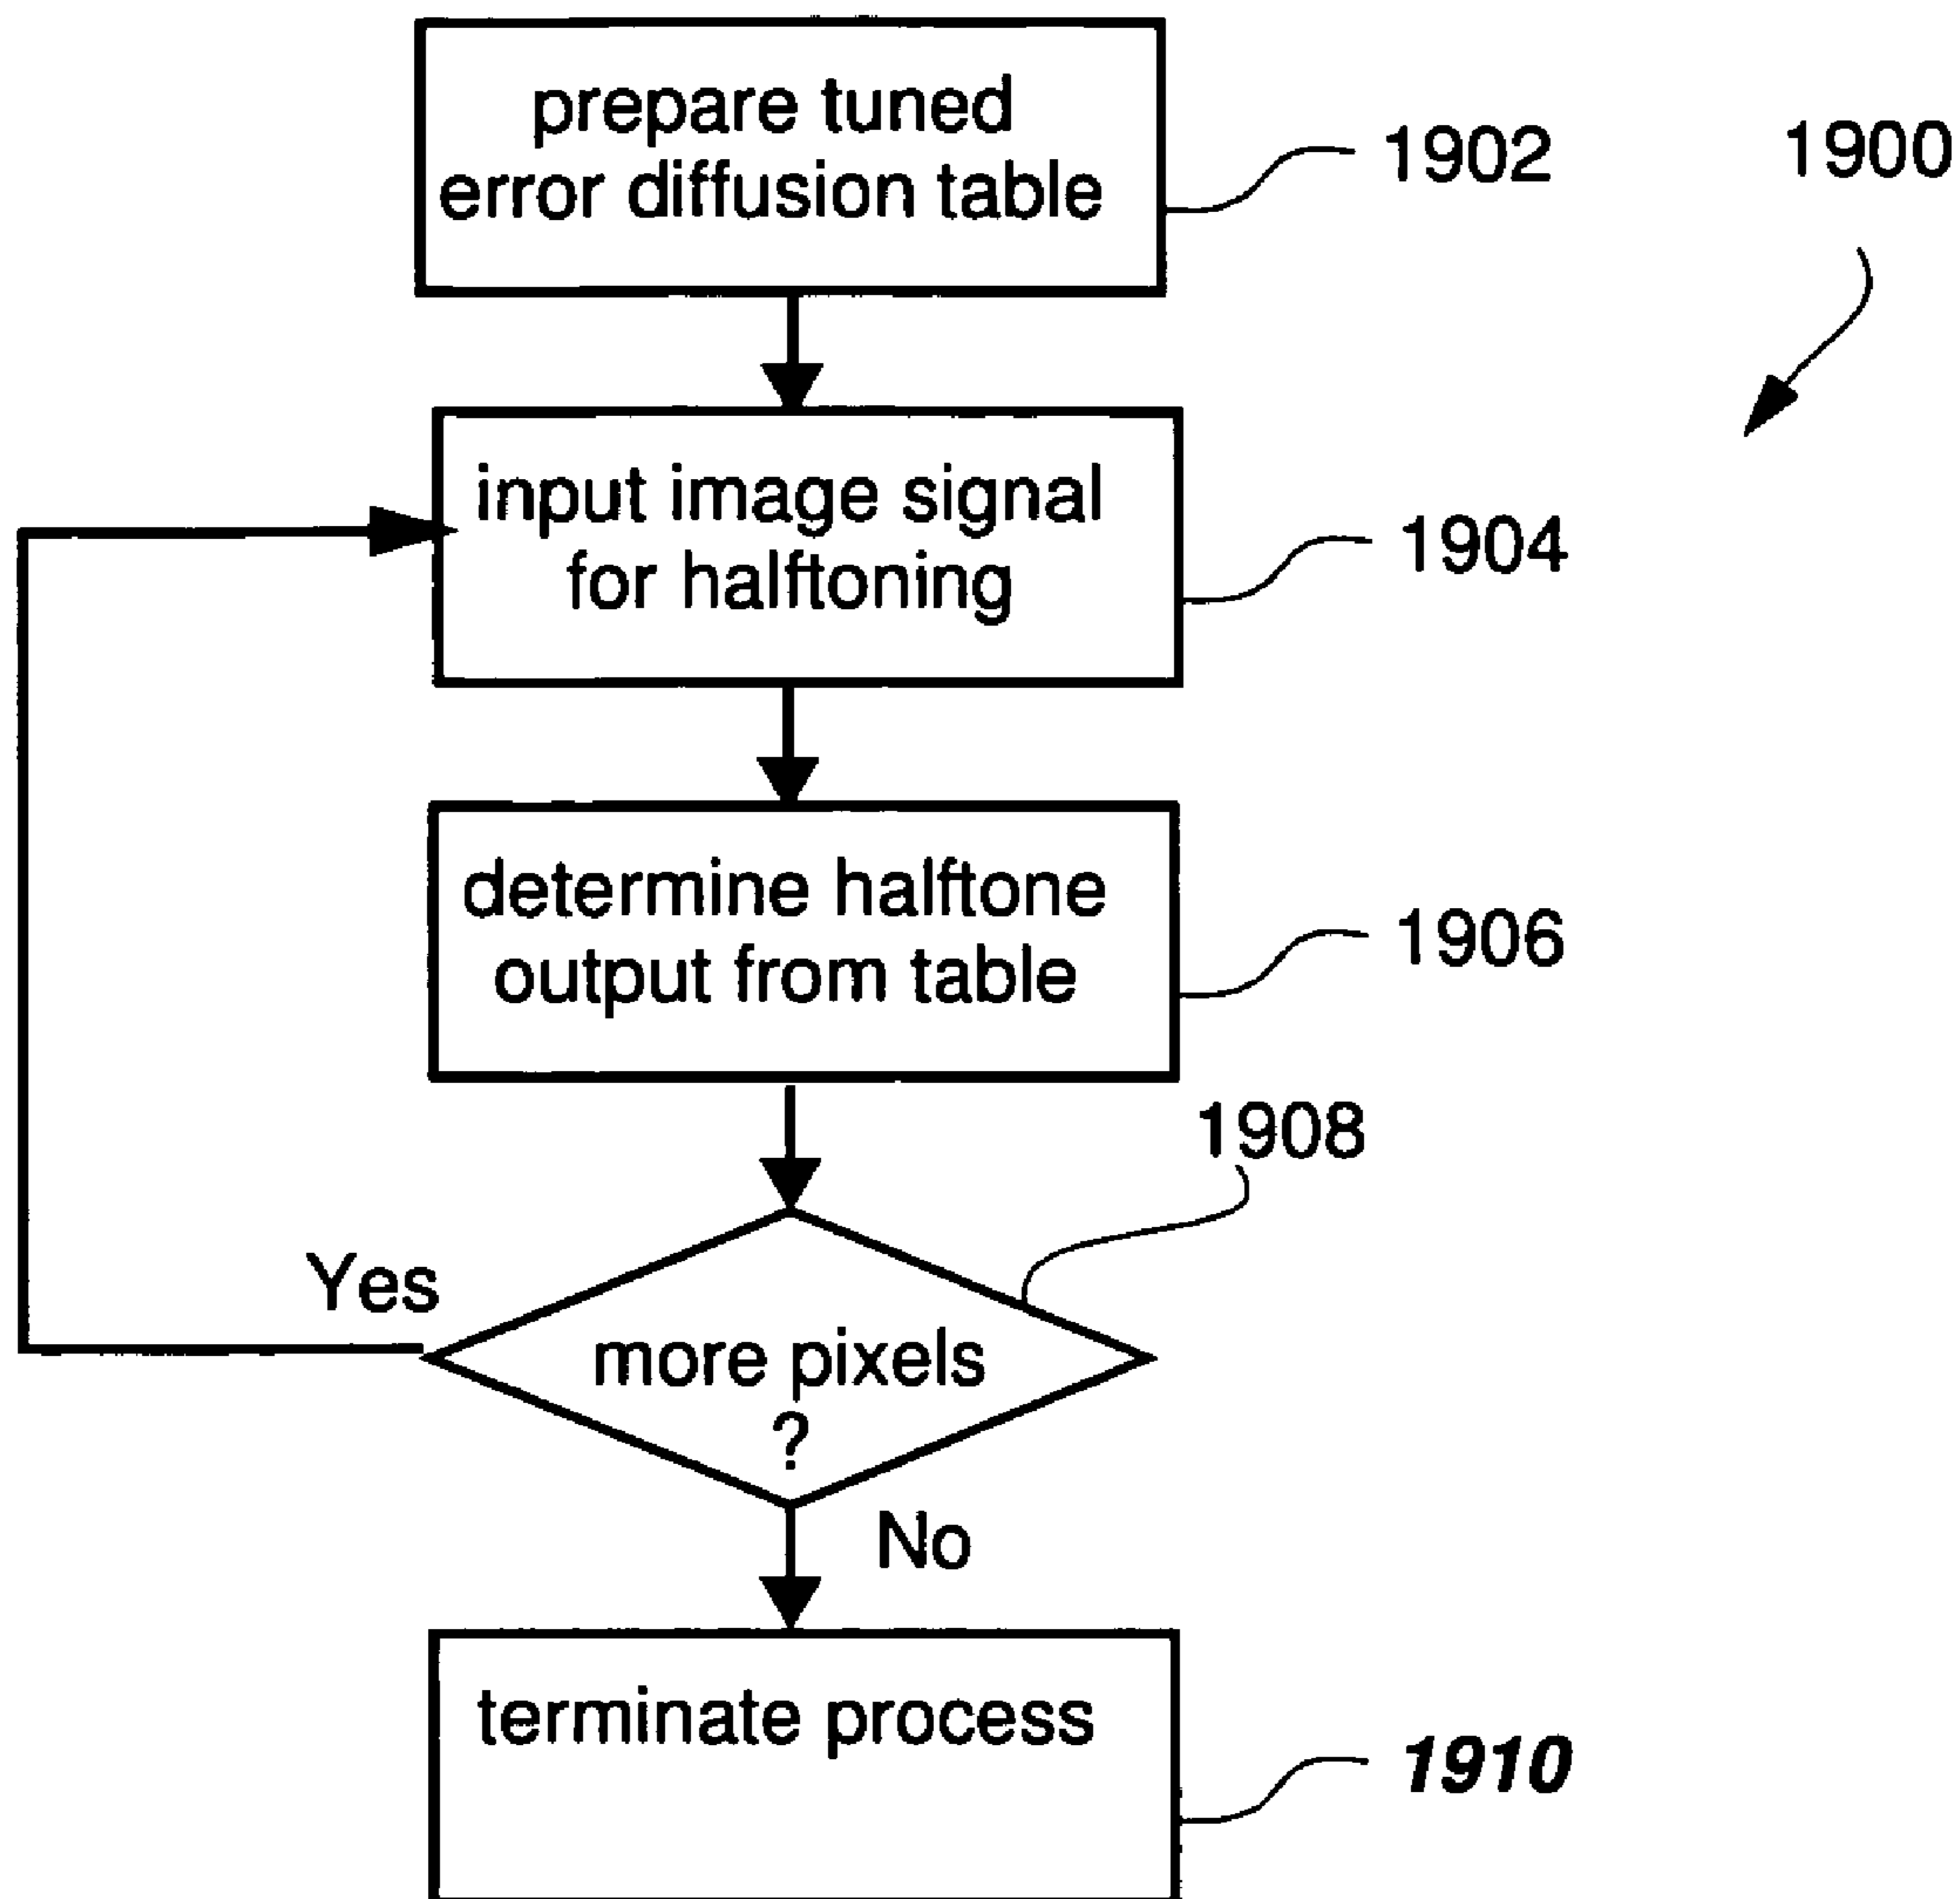 prepare tuned
error diffusion table
1902
1900
input image signal
for halftoning
1904
determine halftone
output from table
1906
1908
Yes
more pixels
?
No
terminate process
1910